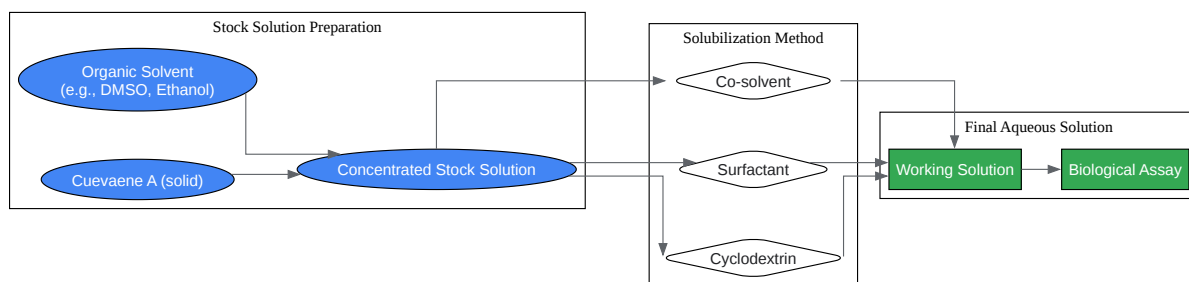 Stock Solution Preparation
Organic Solvent
(e.g., DMSO, Ethanol)
Cuevaene A (solid)
Concentrated Stock Solution
Solubilization Method
Co-solvent
Surfactant
Cyclodextrin
Final Aqueous Solution
Working Solution
Biological Assay